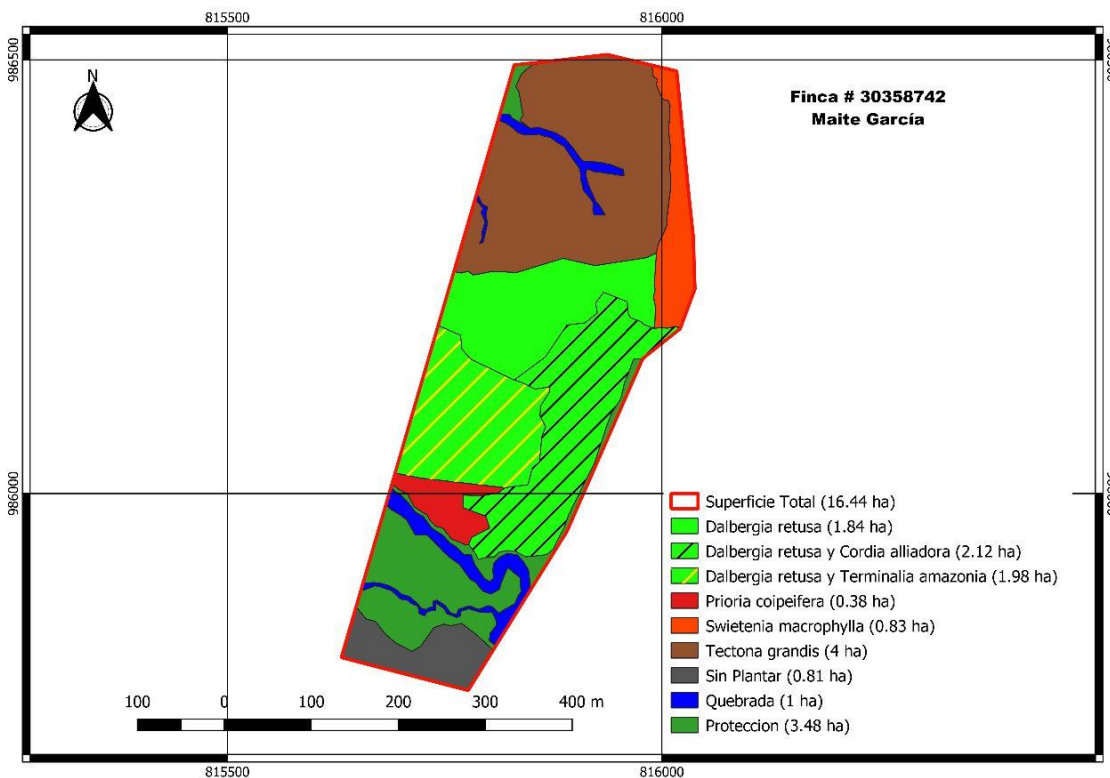 815500
816000
986500
986500
N
Finca # 30358742
Maite García
986000
986000
Superficie Total (16.44 ha)
Dalbergia retusa (1.84 ha)
Dalbergia retusa y Cordia alliadora (2.12 ha)
Dalbergia retusa y Terminalia amazonia (1.98 ha)
Prioria coipeifera (0.38 ha)
Swietenia macrophylla (0.83 ha)
Tectona grandis (4 ha)
Sin Plantar (0.81 ha)
Quebrada (1 ha)
Proteccion (3.48 ha)
100 0 100 200 300 400 m
815500
816000